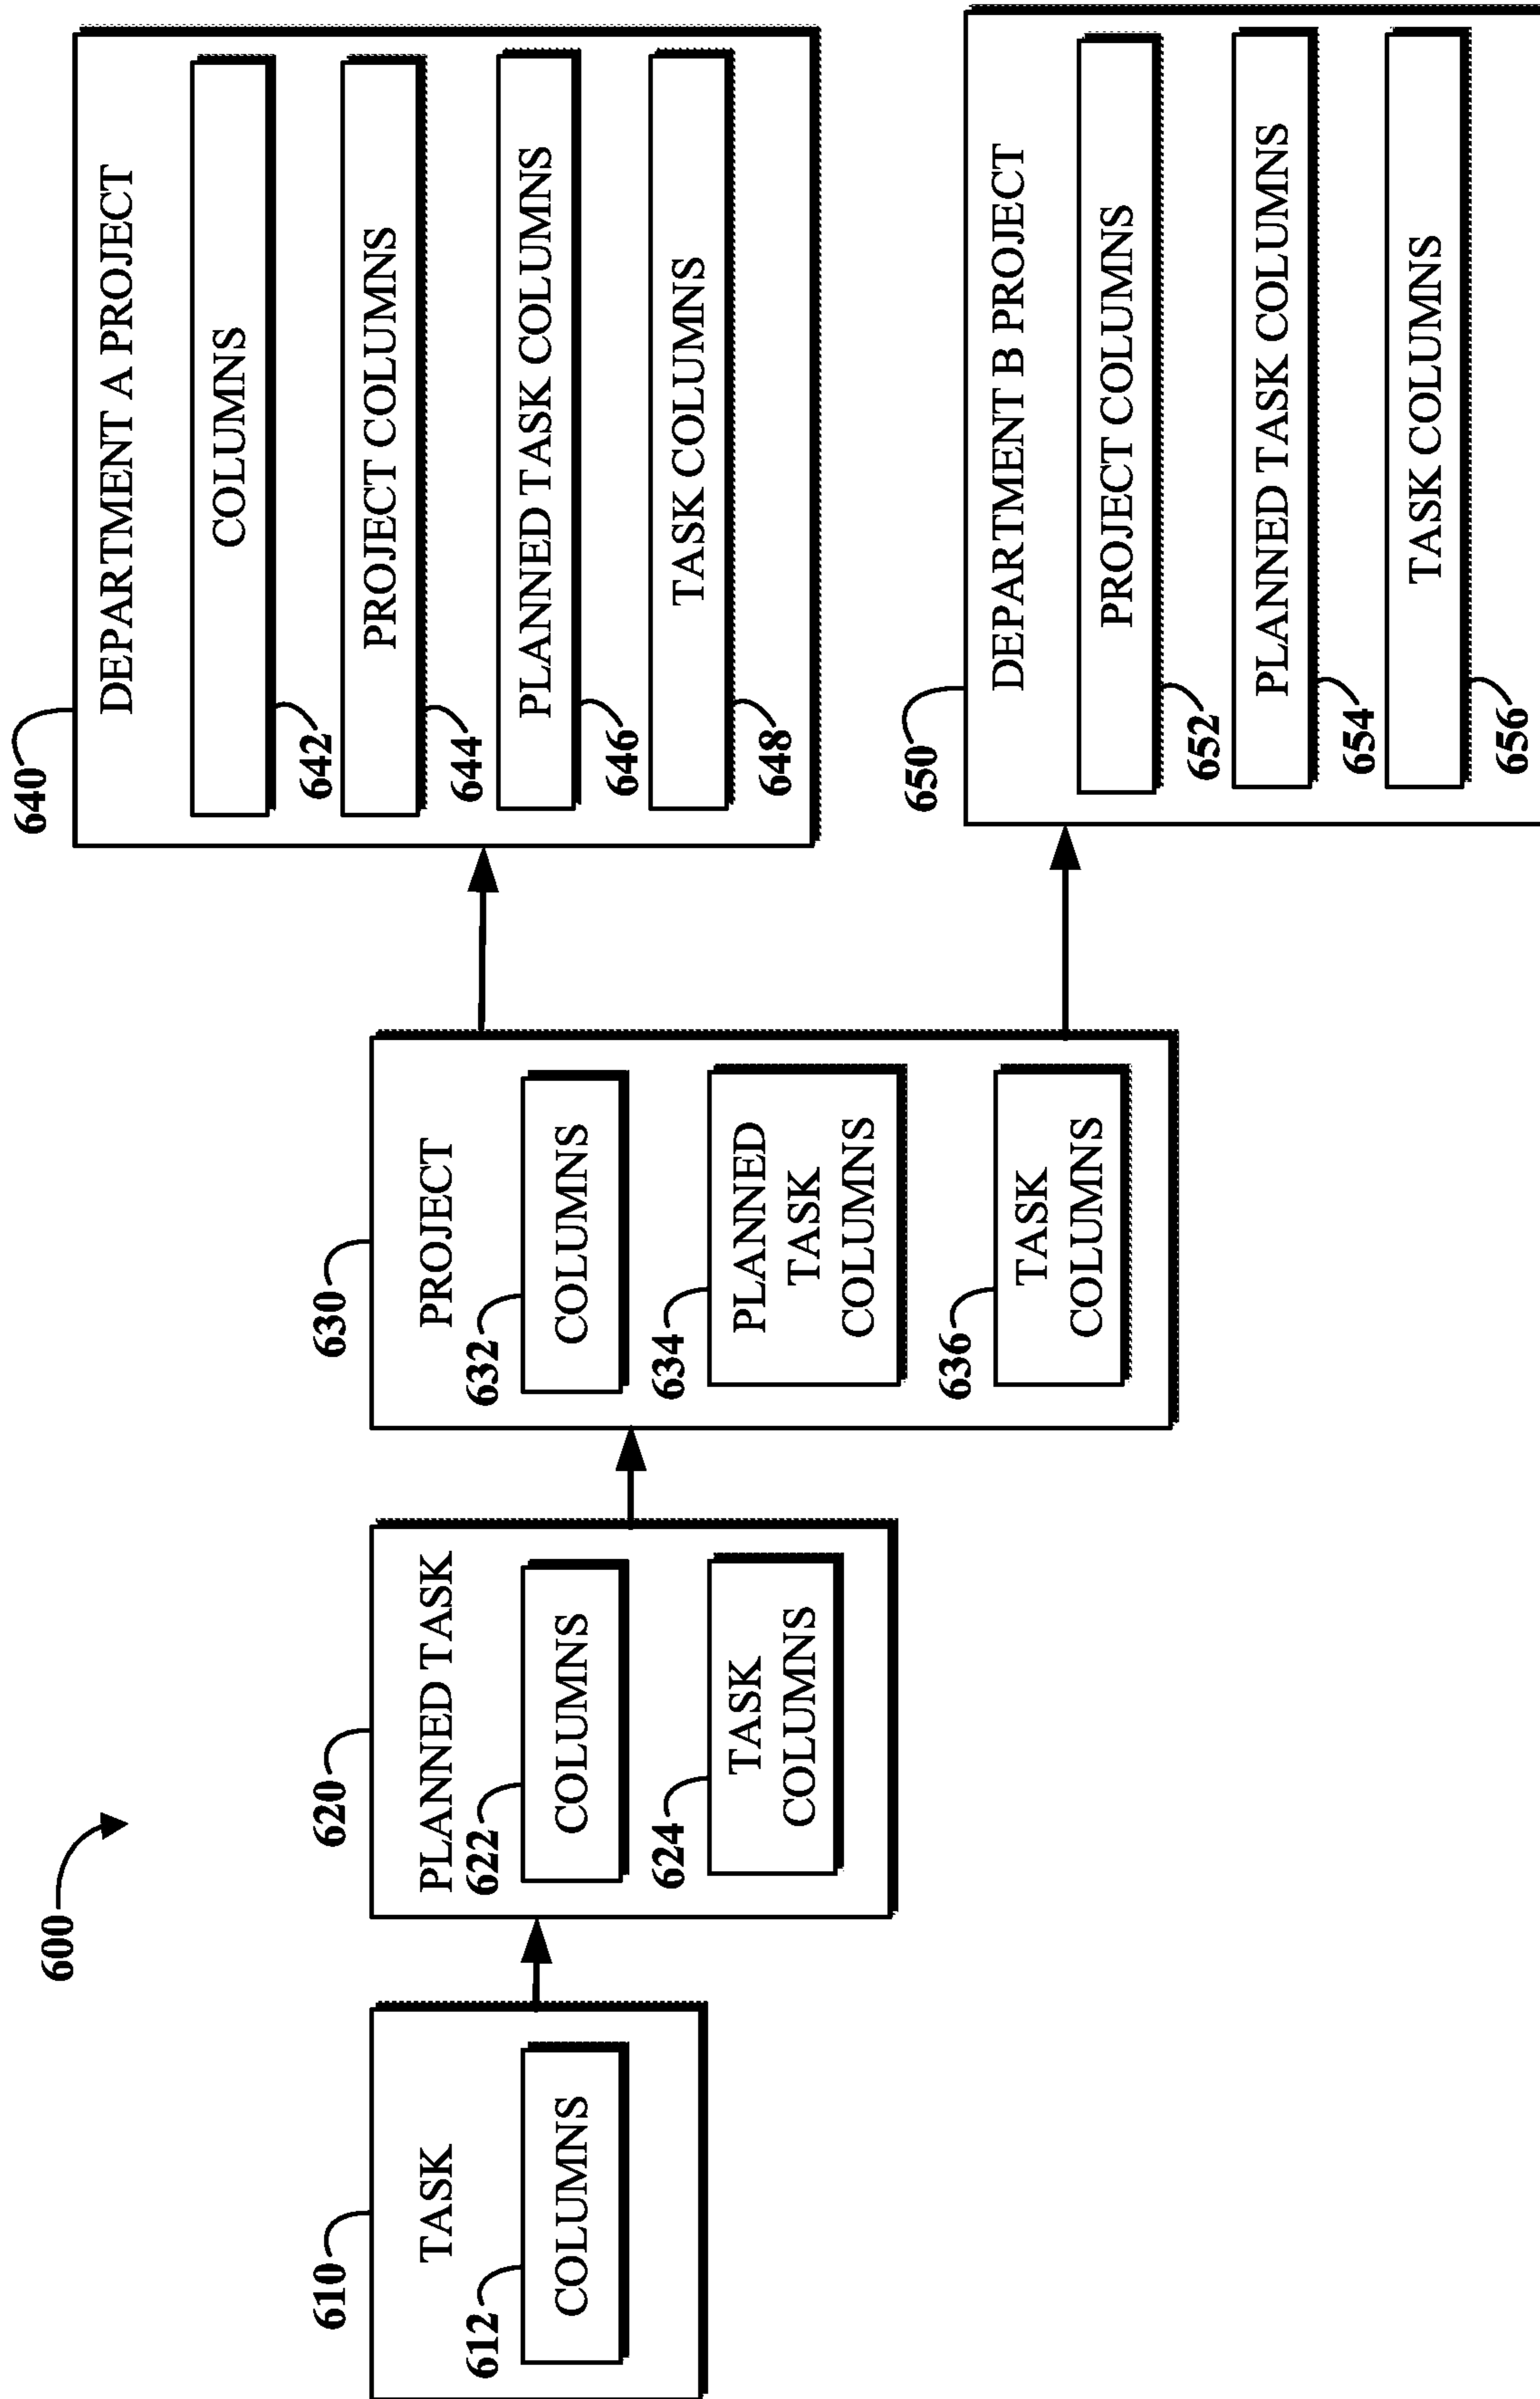 600
610
TASK
612
COLUMNS
620
PLANNED TASK
622
COLUMNS
624
TASK
COLUMNS
630
PROJECT
632
COLUMNS
634
PLANNED
TASK
COLUMNS
636
TASK
COLUMNS
640
DEPARTMENT A PROJECT
COLUMNS
642
PROJECT COLUMNS
644
PLANNED TASK COLUMNS
646
TASK COLUMNS
648
650
DEPARTMENT B PROJECT
PROJECT COLUMNS
652
PLANNED TASK COLUMNS
654
TASK COLUMNS
656